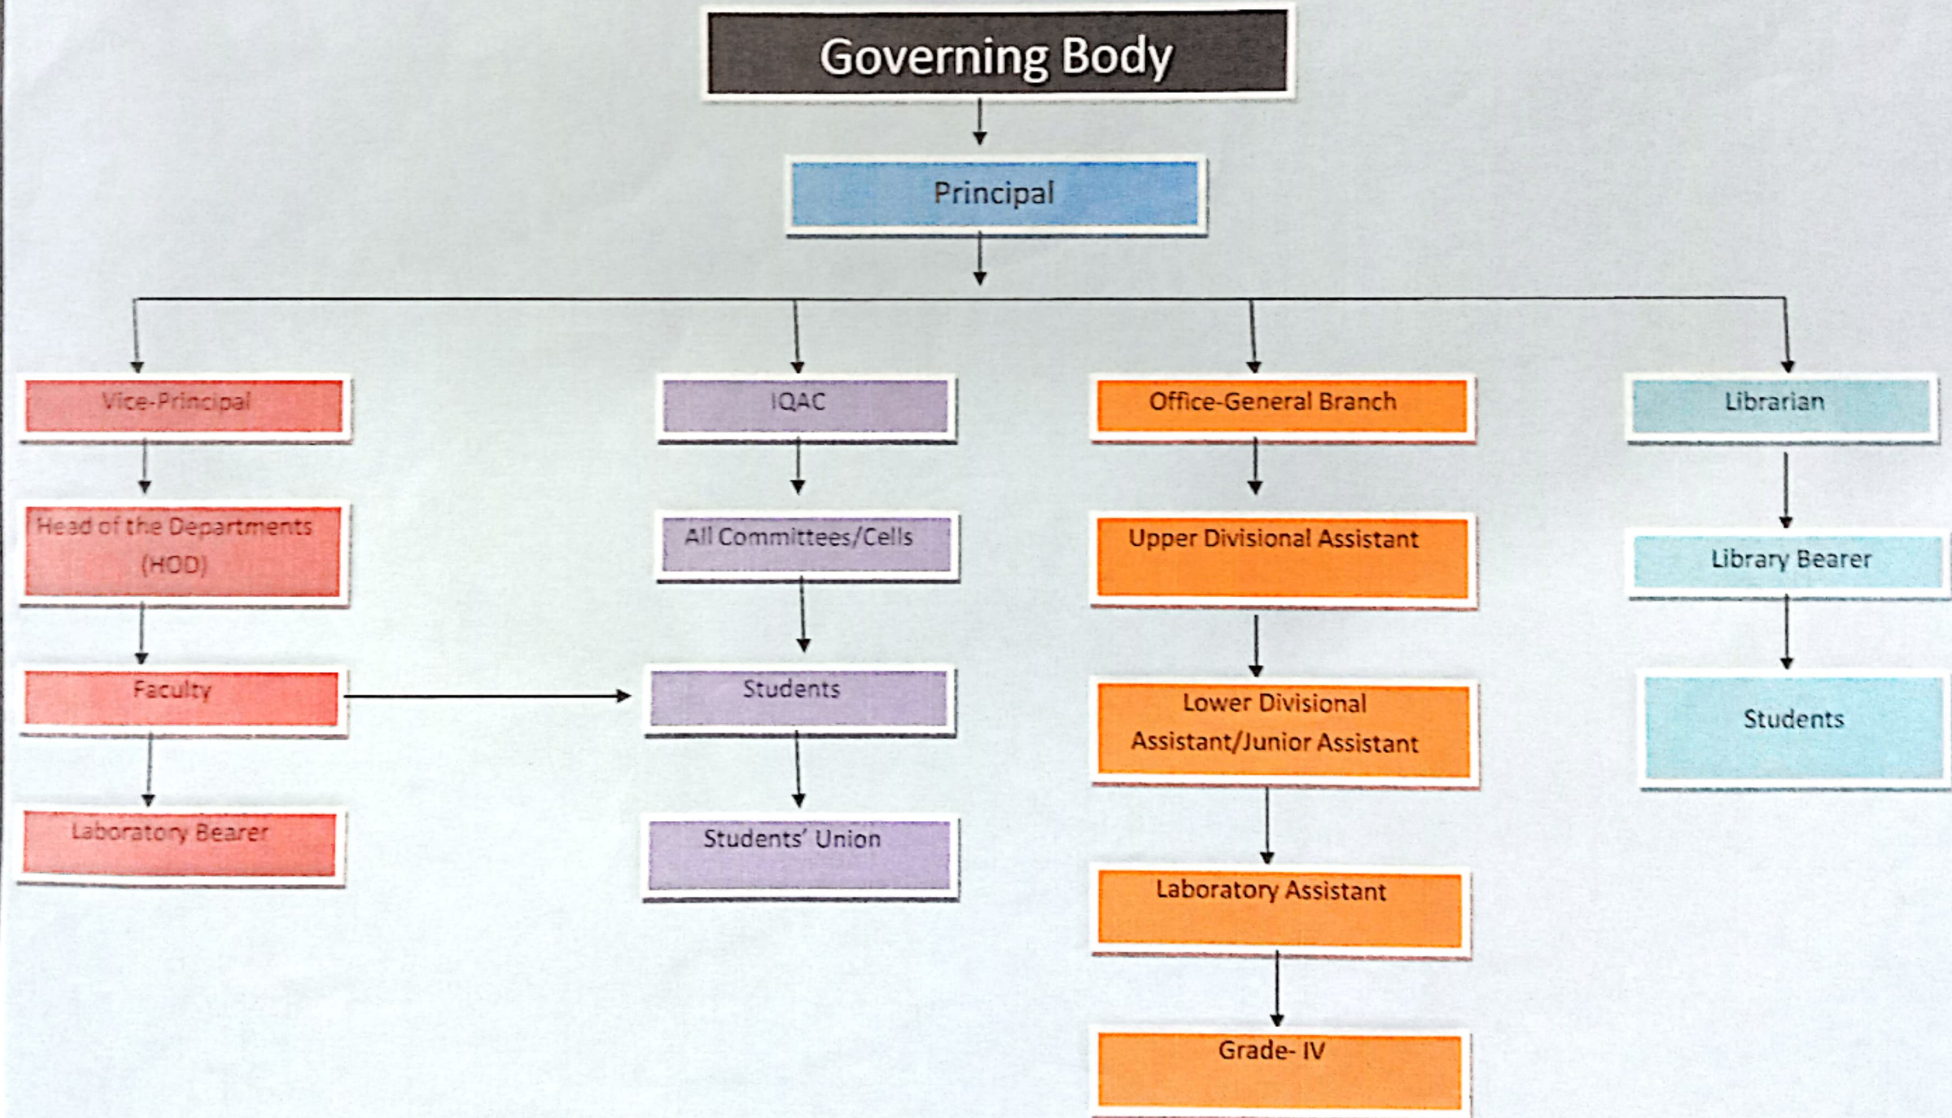 Governing Body
Principal
Vice-Principal
IQAC
Office-General Branch
Librarian
Head of the Departments
(HOD)
All Committees/Cells
Upper Divisional Assistant
Library Bearer
Faculty
Students
Lower Divisional
Assistant/Junior Assistant
Students
Laboratory Bearer
Students' Union
Laboratory Assistant
Grade- IV